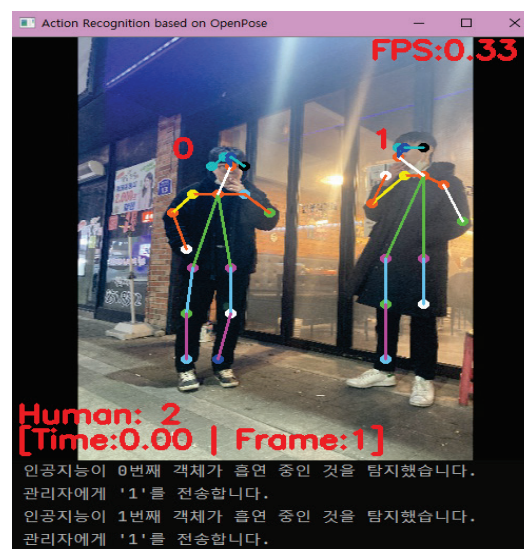 Action Recognition based on OpenPose
FPS:0.33
0
1
Human: 2
[Time:0.00 | Frame:1]
인공지능이 0번째 객체가 흡연 중인 것을 탐지했습니다.
관리자에게 '1'를 전송합니다.
인공지능이 1번째 객체가 흡연 중인 것을 탐지했습니다.
관리자에게 '1'를 전송합니다.